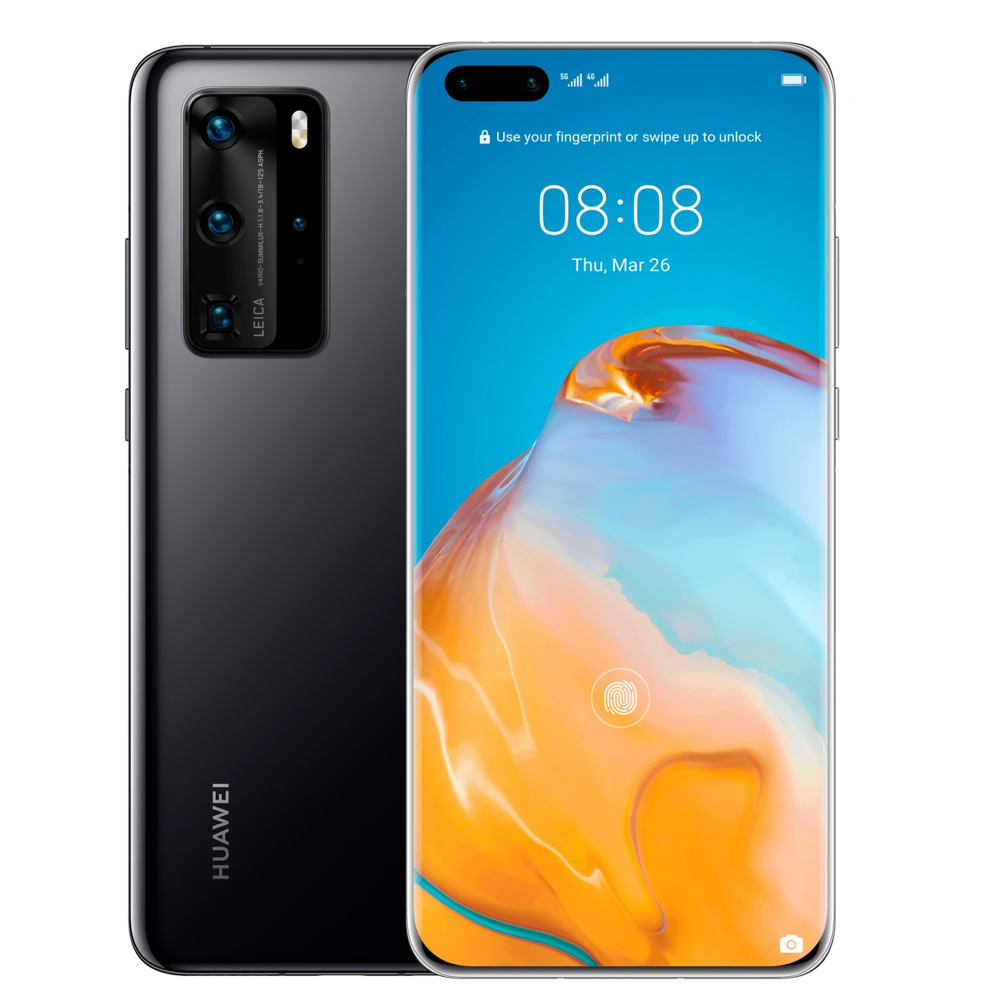 LEICA VARIO-SUMMILUX-H 1:1.8-3.4/18-125 ASPH.
HUAWEI
5G 4G
Use your fingerprint or swipe up to unlock
08:08
Thu, Mar 26